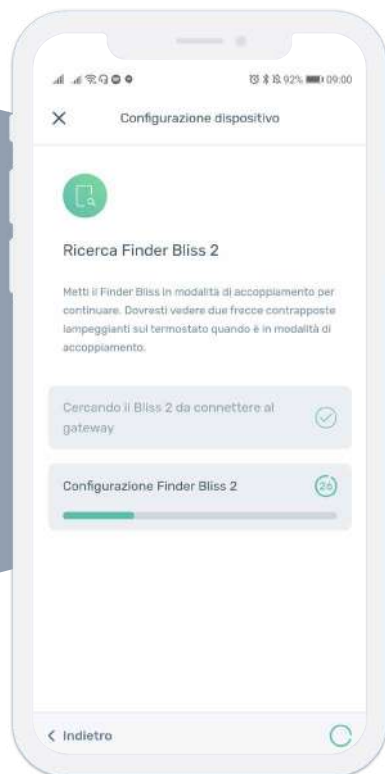 92% 09:00
Configurazione dispositivo
Ricerca Finder Bliss 2
Metti il Finder Bliss in modalità di accoppiamento per
continuare. Dovresti vedere due frecce contrapposte
lampeggianti sul termostato quando è in modalità di
accoppiamento.
Cercando il Bliss 2 da connettere al
gateway
Configurazione Finder Bliss 2
26
Indietro